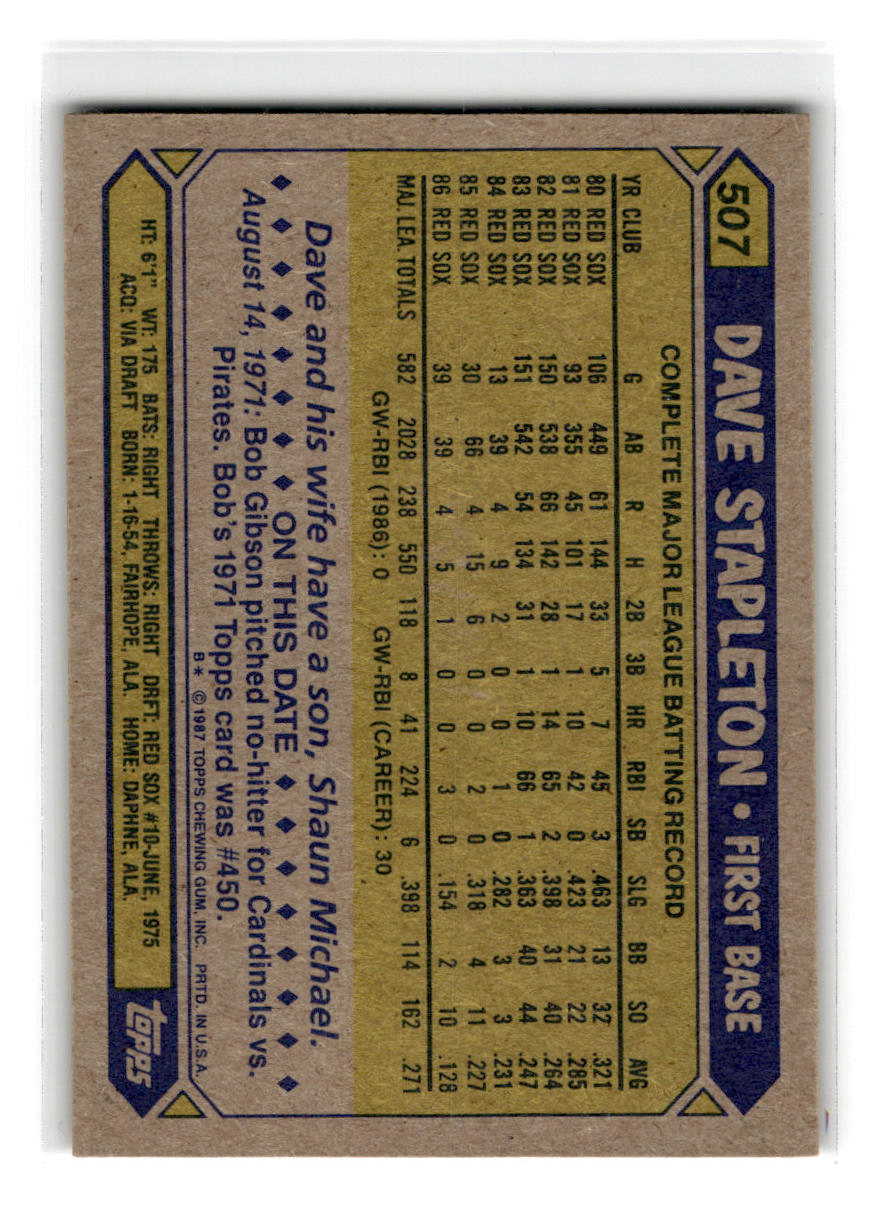 507 DAVE STAPLETON • FIRST BASE
COMPLETE MAJOR LEAGUE BATTING RECORD
YR CLUB G AB R H 2B 3B HR RBI SB SLG BB SO AVG
80 RED SOX 106 449 61 144 33 5 7 45 3 .463 13 32 .321
81 RED SOX 93 355 45 101 17 1 10 42 0 .423 21 22 .285
82 RED SOX 150 538 66 142 28 1 14 65 2 .398 31 40 .264
83 RED SOX 151 542 54 134 31 1 10 66 1 .363 40 44 .247
84 RED SOX 13 39 4 9 2 0 0 1 0 .282 3 3 .231
85 RED SOX 30 66 4 15 6 0 0 2 0 .318 4 11 .227
86 RED SOX 39 39 4 5 1 0 0 3 0 .154 2 10 .128
MAJ. LEA. TOTALS 582 2028 238 550 118 8 41 224 6 .398 114 162 .271
GW-RBI (1986): 0 GW-RBI (CAREER): 30
Dave and his wife have a son, Shaun Michael.
◆ ◆ ◆ ◆ ◆ ◆ ◆ ◆ ON THIS DATE ◆ ◆ ◆ ◆ ◆ ◆ ◆ ◆
August 14, 1971: Bob Gibson pitched no-hitter for Cardinals vs.
Pirates. Bob's 1971 Topps card was #450.
B* ©1987 TOPPS CHEWING GUM, INC. PRTD. IN U.S.A.
HT: 6'1" WT: 175 BATS: RIGHT THROWS: RIGHT DRFT: RED SOX #10-JUNE, 1975
ACQ: VIA DRAFT BORN: 1-16-54, FAIRHOPE, ALA. HOME: DAPHNE, ALA.
topps